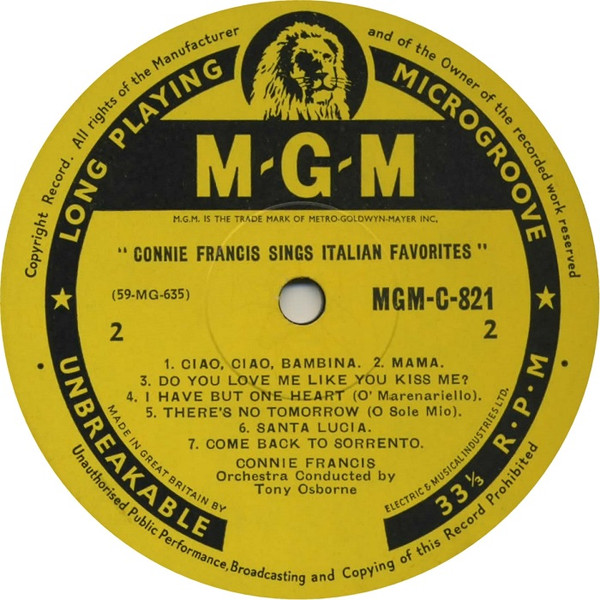 Copyright Record. All rights of the Manufacturer and of the Owner of the recorded work reserved
LONG PLAYING MICROGROOVE
M-G-M
M.G.M. IS THE TRADE MARK OF METRO-GOLDWYN-MAYER INC,
" CONNIE FRANCIS SINGS ITALIAN FAVORITES "
(59-MG-635) MGM-C-821
2 2
1. CIAO, CIAO, BAMBINA. 2. MAMA.
3. DO YOU LOVE ME LIKE YOU KISS ME?
4. I HAVE BUT ONE HEART (O' Marenariello).
5. THERE'S NO TOMORROW (O Sole Mio).
6. SANTA LUCIA.
7. COME BACK TO SORRENTO.
CONNIE FRANCIS
Orchestra Conducted by
Tony Osborne
MADE IN GREAT BRITAIN BY ELECTRIC & MUSICAL INDUSTRIES LTD.
UNBREAKABLE 33⅓ R·P·M
Unauthorised Public Performance, Broadcasting and Copying of this Record Prohibited